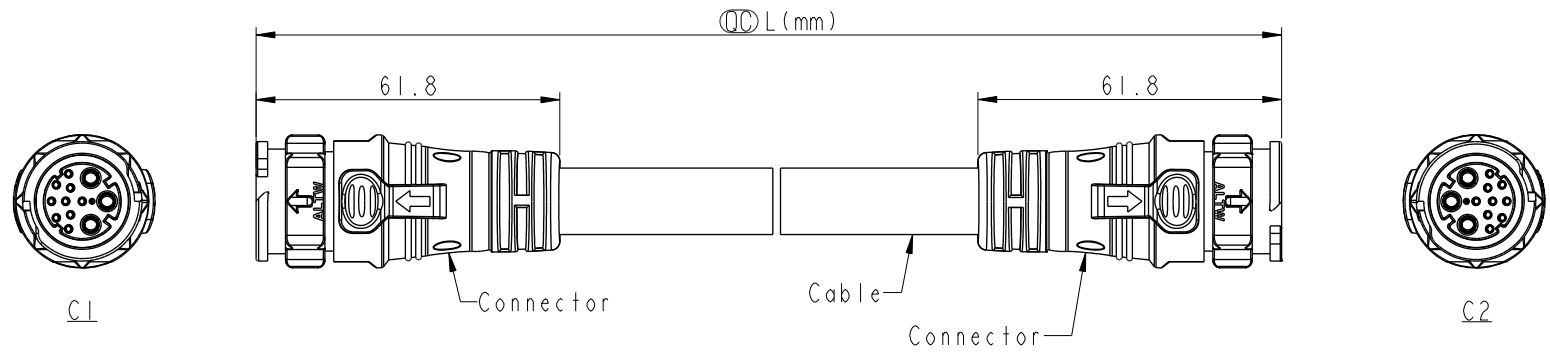 QC L(mm)
61.8
61.8
ALTW
ALTW
C1
Connector
Cable
Connector
C2